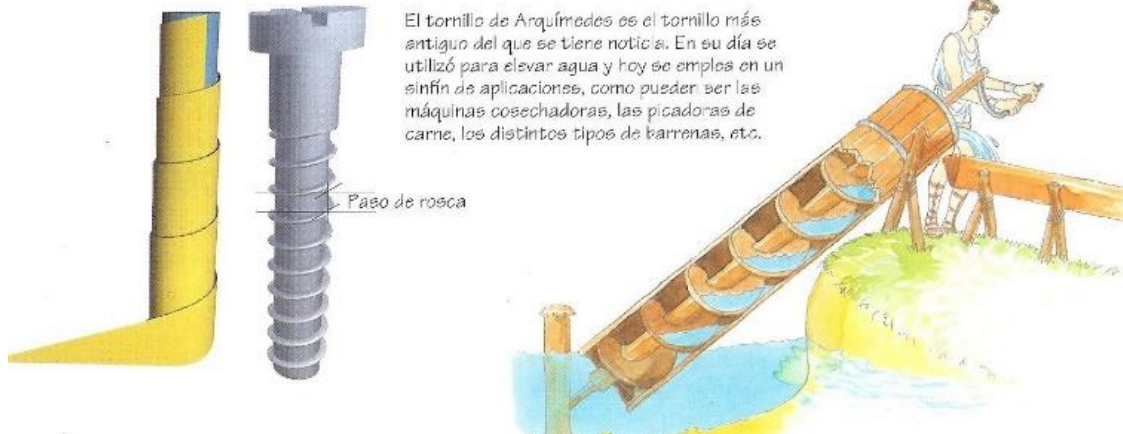 El tornillo de Arquímedes es el tornillo más
antiguo del que se tiene noticia. En su día se
utilizó para elevar agua y hoy se emplea en un
sinfín de aplicaciones, como pueden ser las
máquinas cosechadoras, las picadoras de
carne, los distintos tipos de barrenas, etc.
Paso de rosca